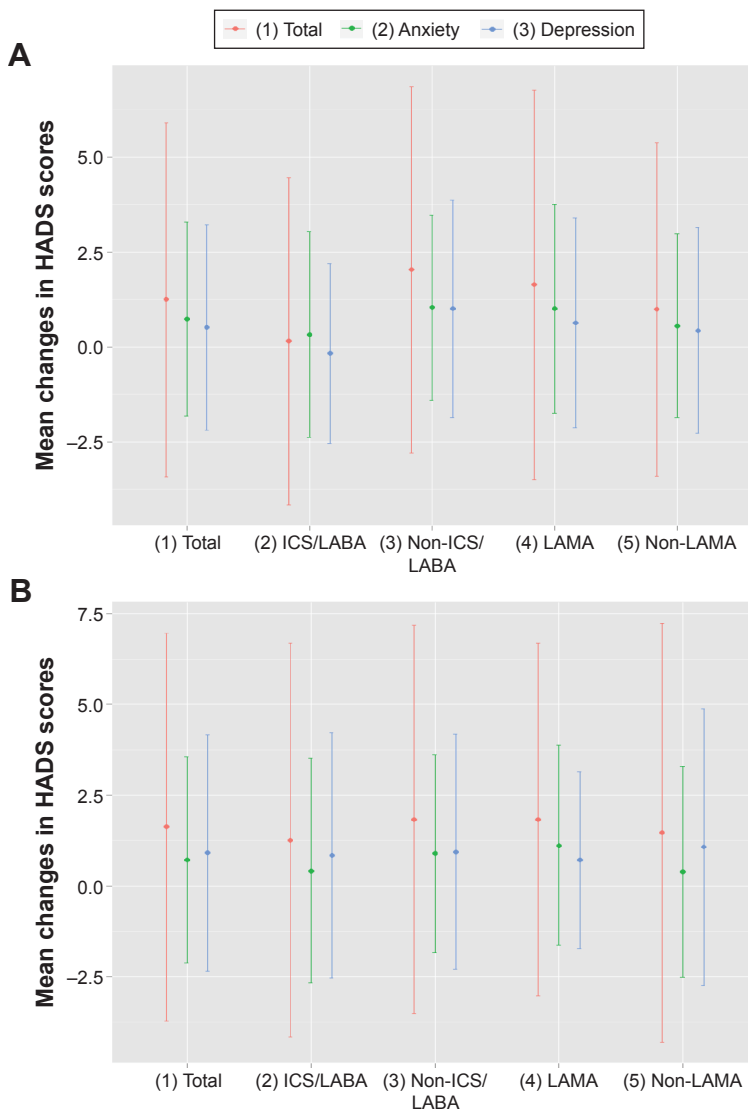 (1) Total (2) Anxiety (3) Depression
A
Mean changes in HADS scores
5.0
2.5
0.0
–2.5
(1) Total (2) ICS/LABA (3) Non-ICS/ (4) LAMA (5) Non-LAMA
LABA
B
Mean changes in HADS scores
7.5
5.0
2.5
0.0
–2.5
(1) Total (2) ICS/LABA (3) Non-ICS/ (4) LAMA (5) Non-LAMA
LABA